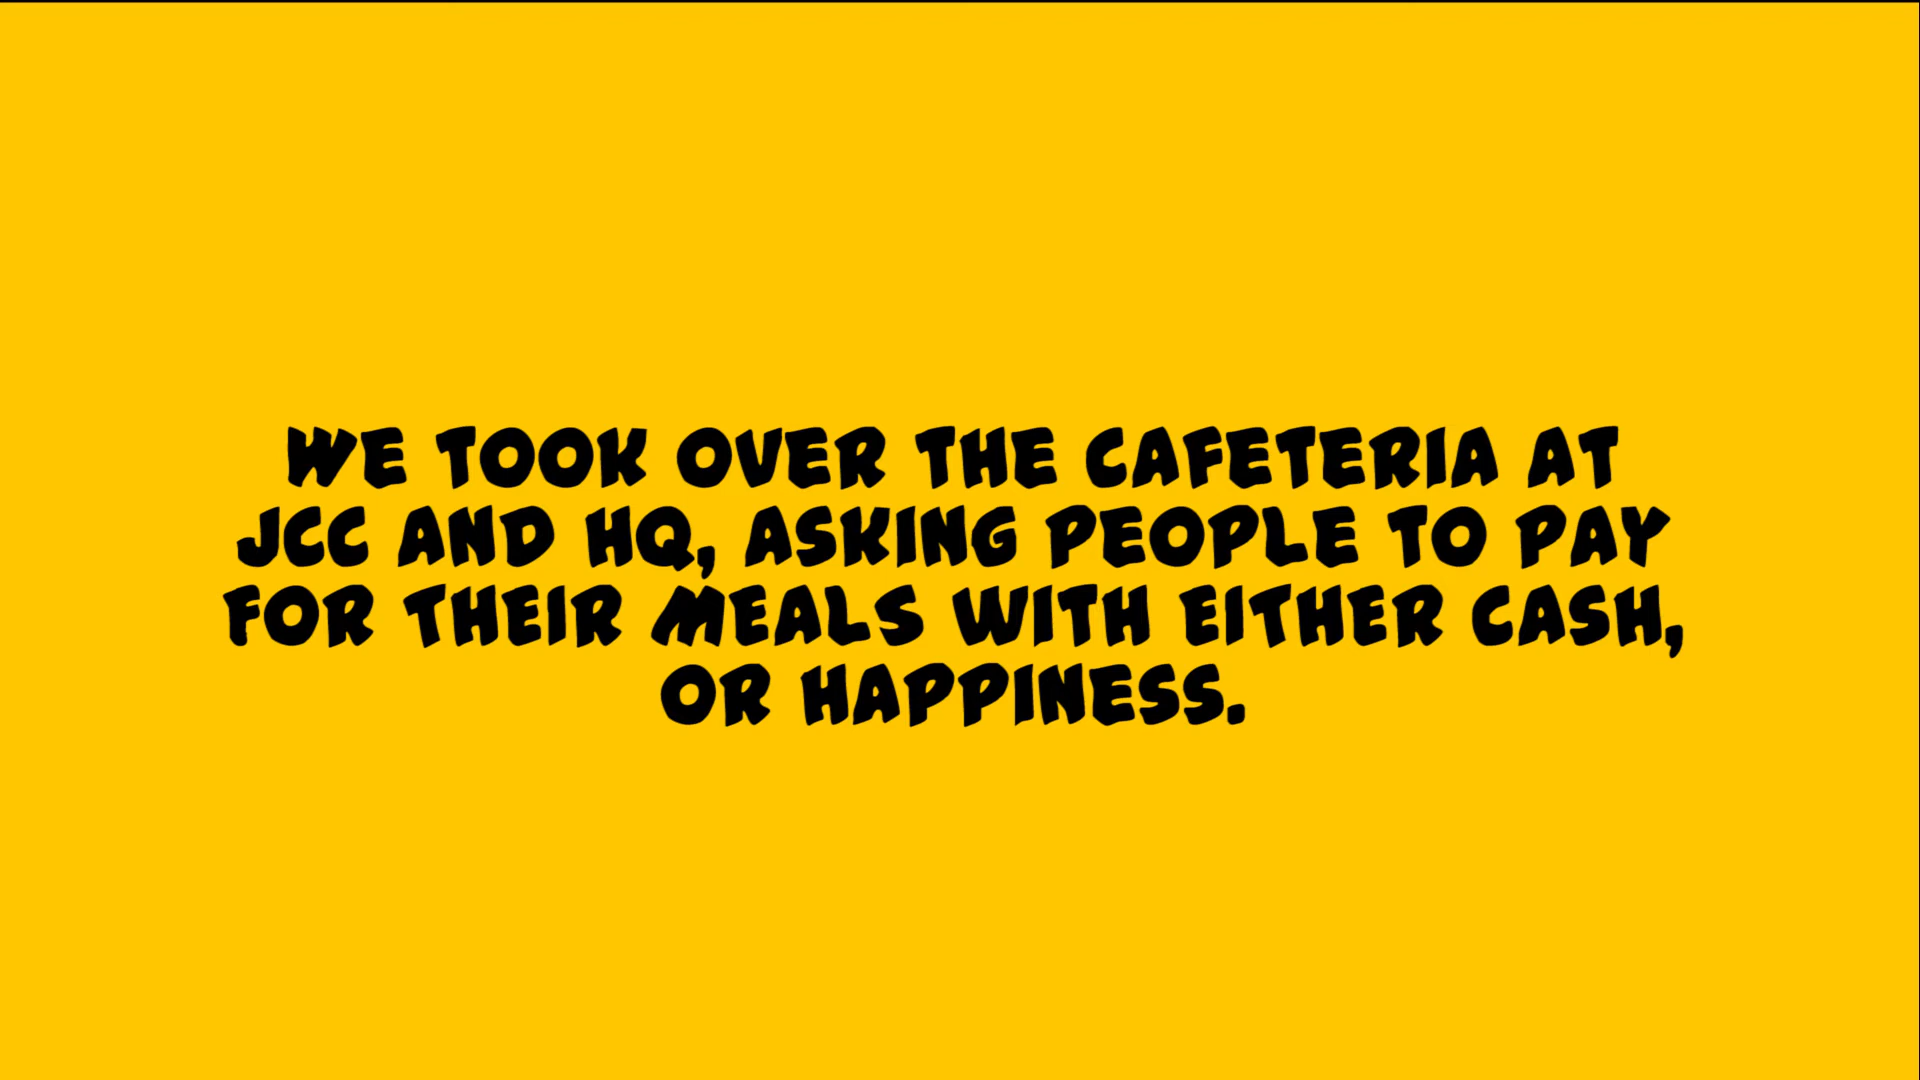 WE TOOK OVER THE CAFETERIA AT
JCC AND HQ, ASKING PEOPLE TO PAY
FOR THEIR MEALS WITH EITHER CASH,
OR HAPPINESS.